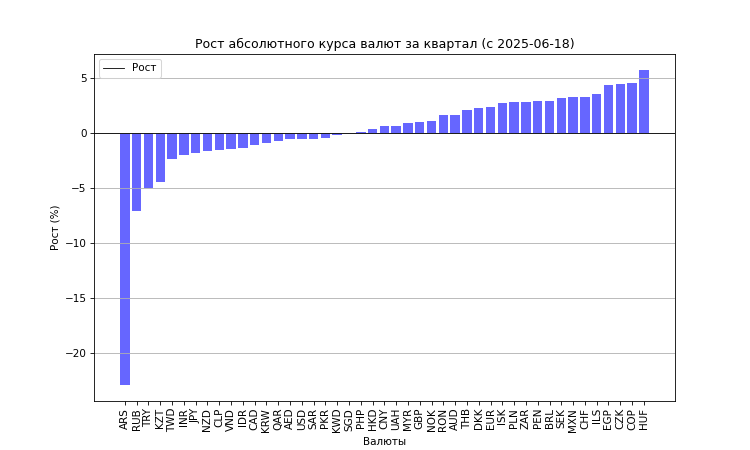 Рост абсолютного курса валют за квартал (с 2025-06-18)
Рост
5
0
−5
−10
−15
−20
Рост (%)
ARS RUB TRY KZT TWD INR JPY NZD CLP VND IDR CAD KRW QAR AED USD SAR PKR KWD SGD PHP HKD CNY UAH MYR GBP NOK RON AUD THB DKK EUR ISK PLN ZAR PEN BRL SEK MXN CHF ILS EGP CZK COP HUF
Валюты